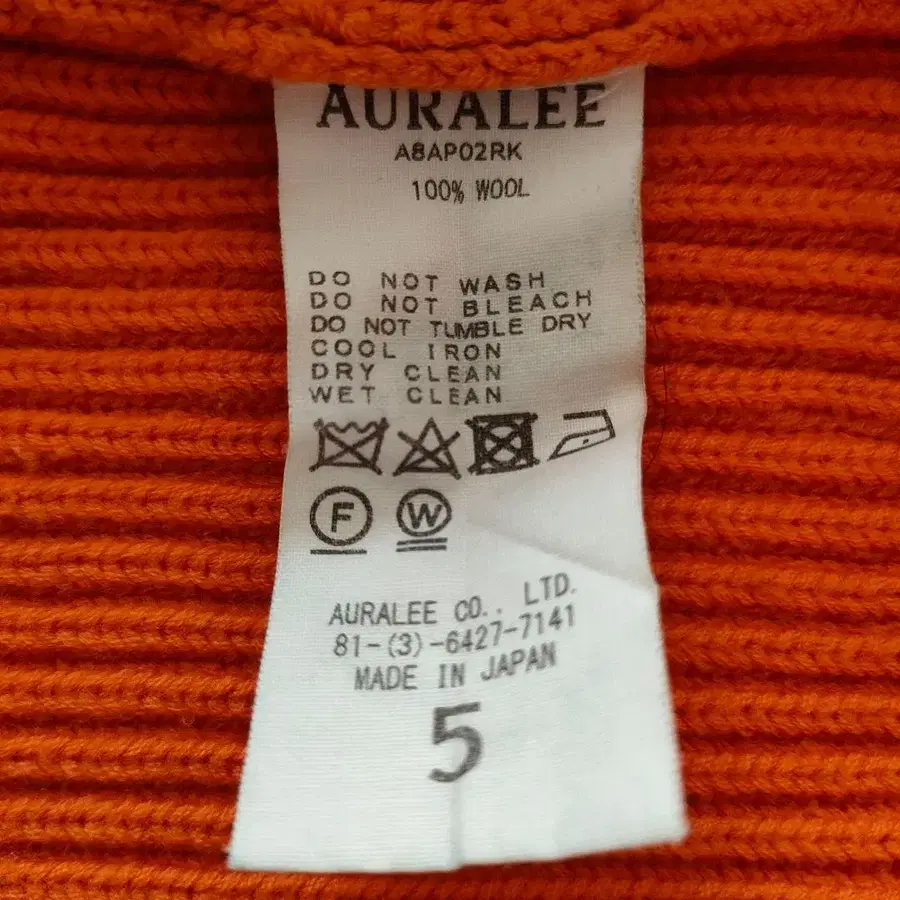 AURALEE
A8AP02RK
100% WOOL
DO NOT WASH
DO NOT BLEACH
DO NOT TUMBLE DRY
COOL IRON
DRY CLEAN
WET CLEAN
F W
AURALEE CO., LTD.
81-(3)-6427-7141
MADE IN JAPAN
5